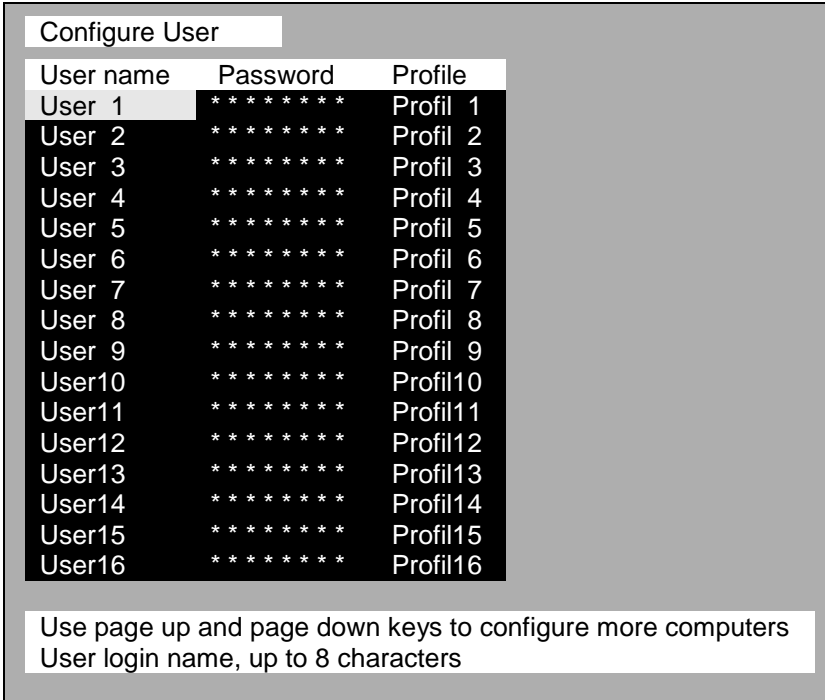 Configure User
User name Password Profile
User 1 * * * * * * * * Profil 1
User 2 * * * * * * * * Profil 2
User 3 * * * * * * * * Profil 3
User 4 * * * * * * * * Profil 4
User 5 * * * * * * * * Profil 5
User 6 * * * * * * * * Profil 6
User 7 * * * * * * * * Profil 7
User 8 * * * * * * * * Profil 8
User 9 * * * * * * * * Profil 9
User10 * * * * * * * * Profil10
User11 * * * * * * * * Profil11
User12 * * * * * * * * Profil12
User13 * * * * * * * * Profil13
User14 * * * * * * * * Profil14
User15 * * * * * * * * Profil15
User16 * * * * * * * * Profil16
Use page up and page down keys to configure more computers
User login name, up to 8 characters